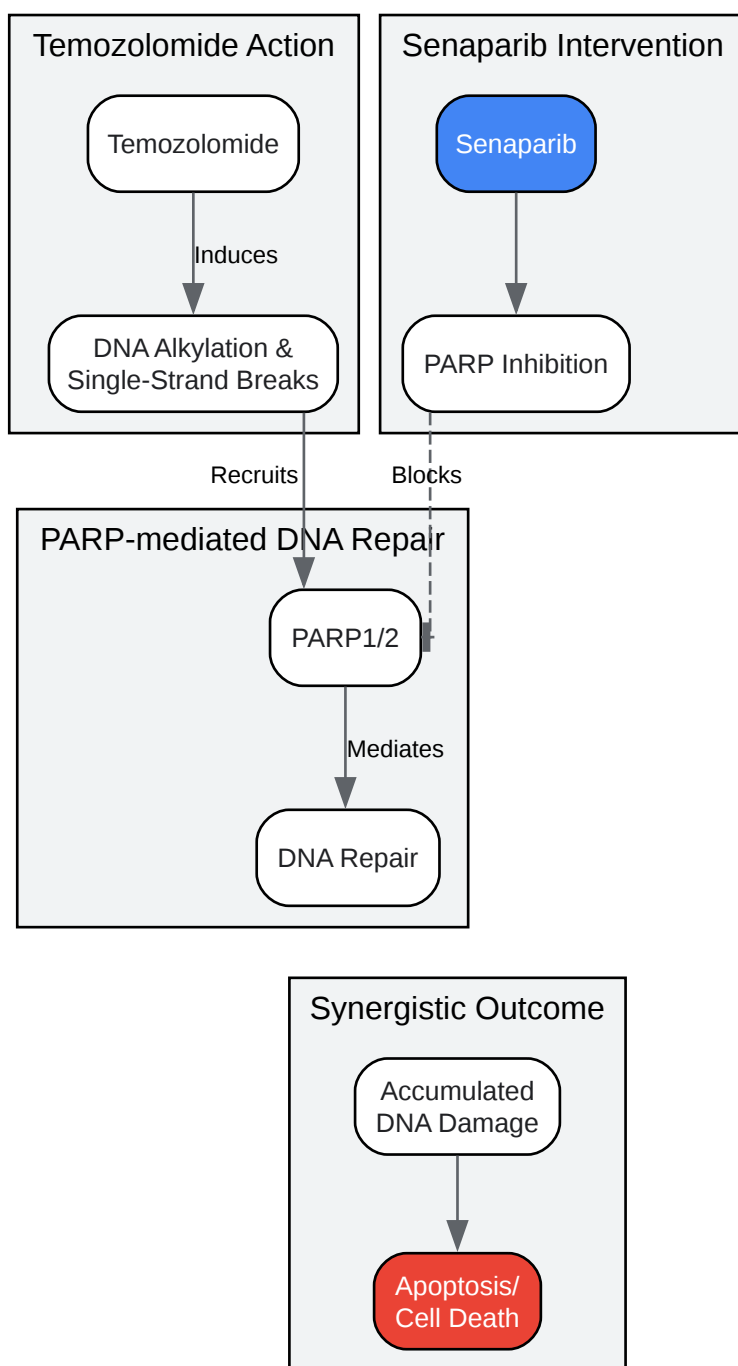 Temozolomide Action
Senaparib Intervention
Temozolomide
Senaparib
Induces
DNA Alkylation &
Single-Strand Breaks
PARP Inhibition
Recruits
Blocks
PARP-mediated DNA Repair
PARP1/2
Mediates
DNA Repair
Synergistic Outcome
Accumulated
DNA Damage
Apoptosis/
Cell Death